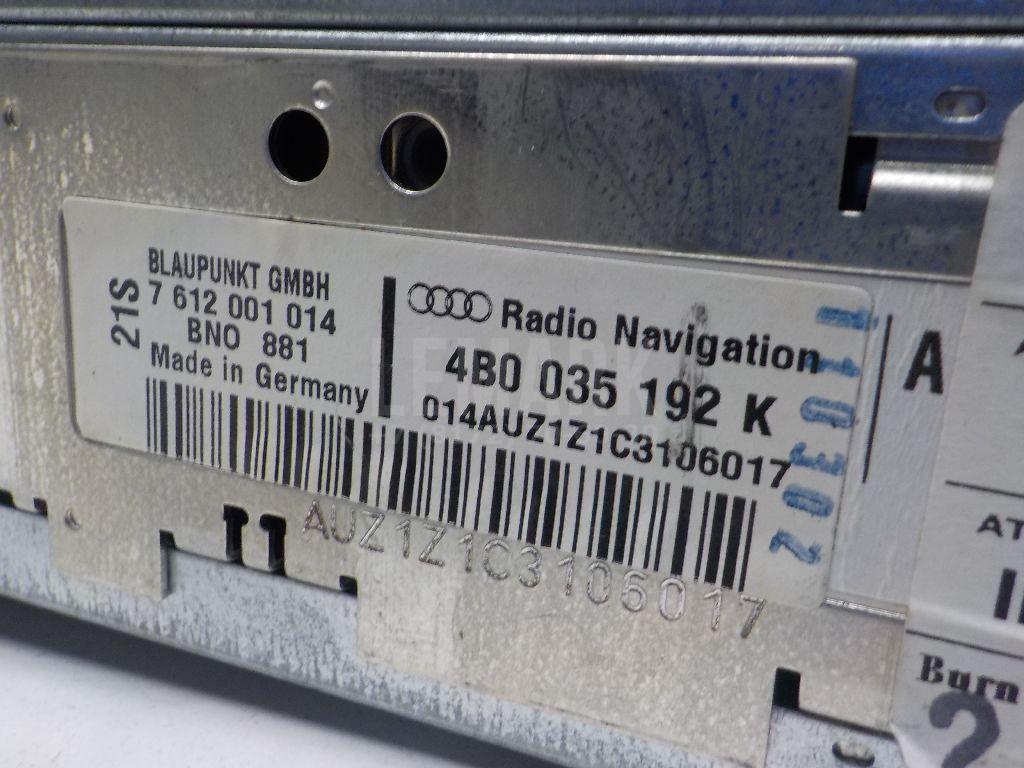 21S
BLAUPUNKT GMBH
7 612 001 014
BNO 881
Made in Germany
Radio Navigation
4B0 035 192 K
014AUZ1Z1C3106017
A
AUZ1Z1C3106017
AT
Burn
2